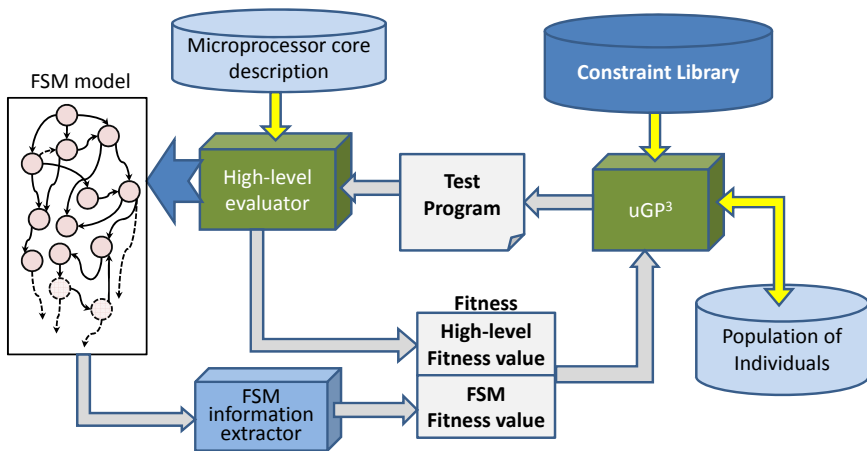 Microprocessor core
description
Constraint Library
FSM model
High-level
evaluator
Test
Program
uGP³
Fitness
High-level
Fitness value
FSM
Fitness value
Population of
Individuals
FSM
information
extractor